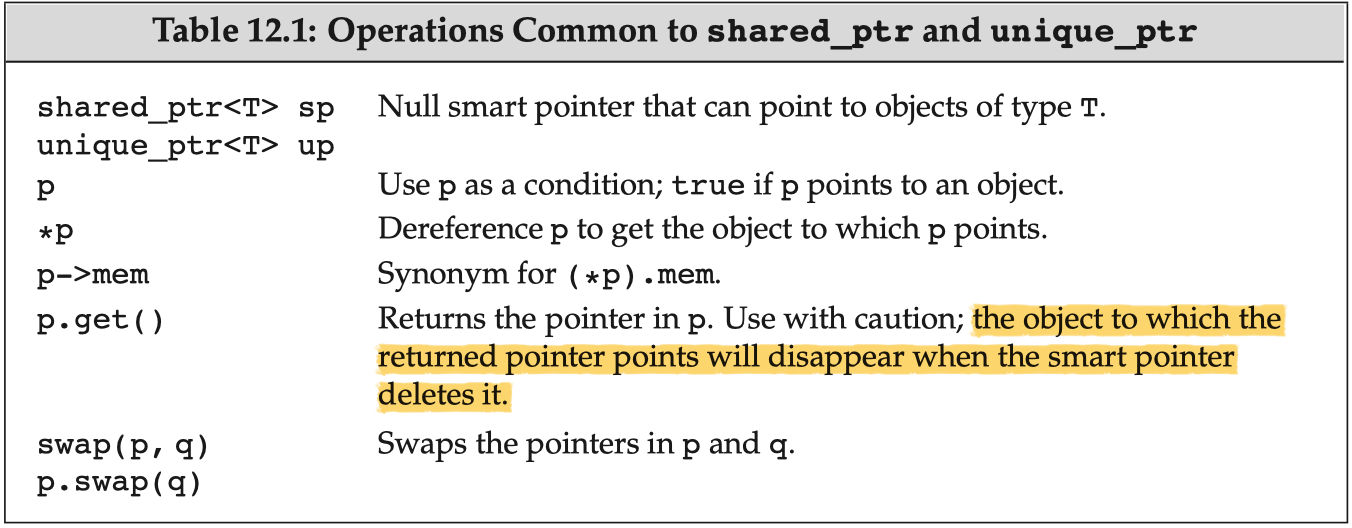 Table 12.1: Operations Common to shared_ptr and unique_ptr
shared_ptr<T> sp Null smart pointer that can point to objects of type T.
unique_ptr<T> up
p Use p as a condition; true if p points to an object.
*p Dereference p to get the object to which p points.
p->mem Synonym for (*p).mem.
p.get() Returns the pointer in p. Use with caution; the object to which the
returned pointer points will disappear when the smart pointer
deletes it.
swap(p, q) Swaps the pointers in p and q.
p.swap(q)